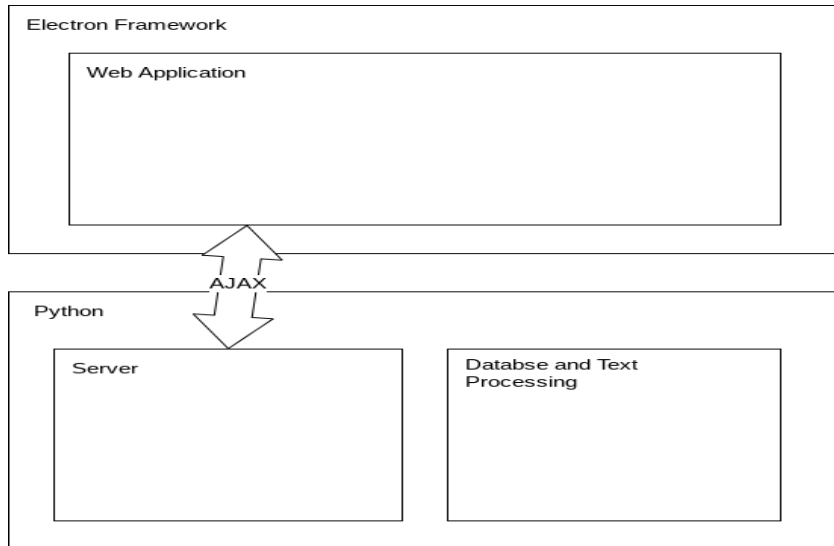 Electron Framework
Web Application
AJAX
Python
Server
Databse and Text
Processing